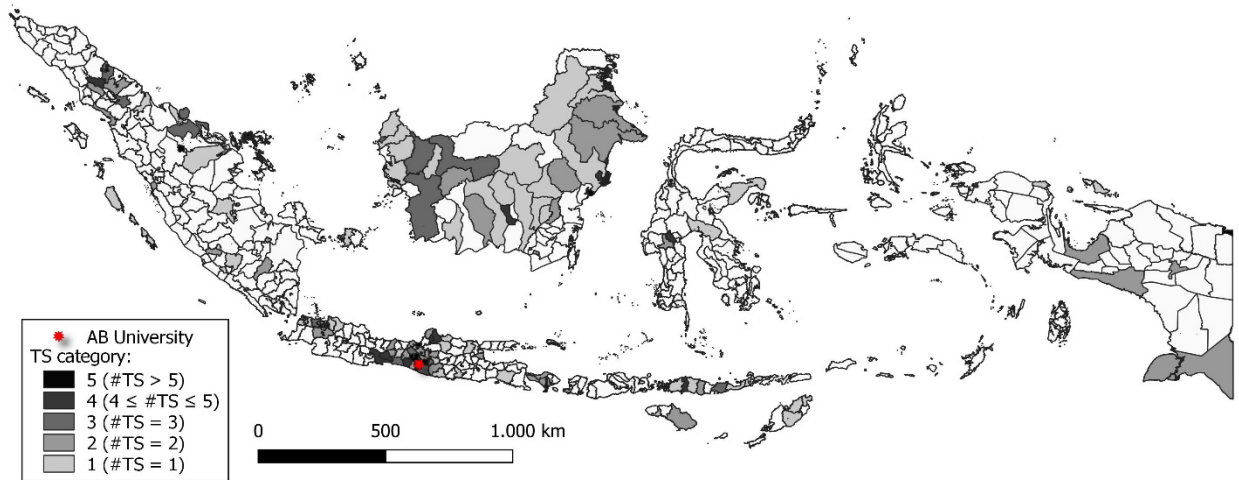 AB University
TS category:
5 (#TS > 5)
4 (4 ≤ #TS ≤ 5)
3 (#TS = 3)
2 (#TS = 2)
1 (#TS = 1)
0 500 1.000 km